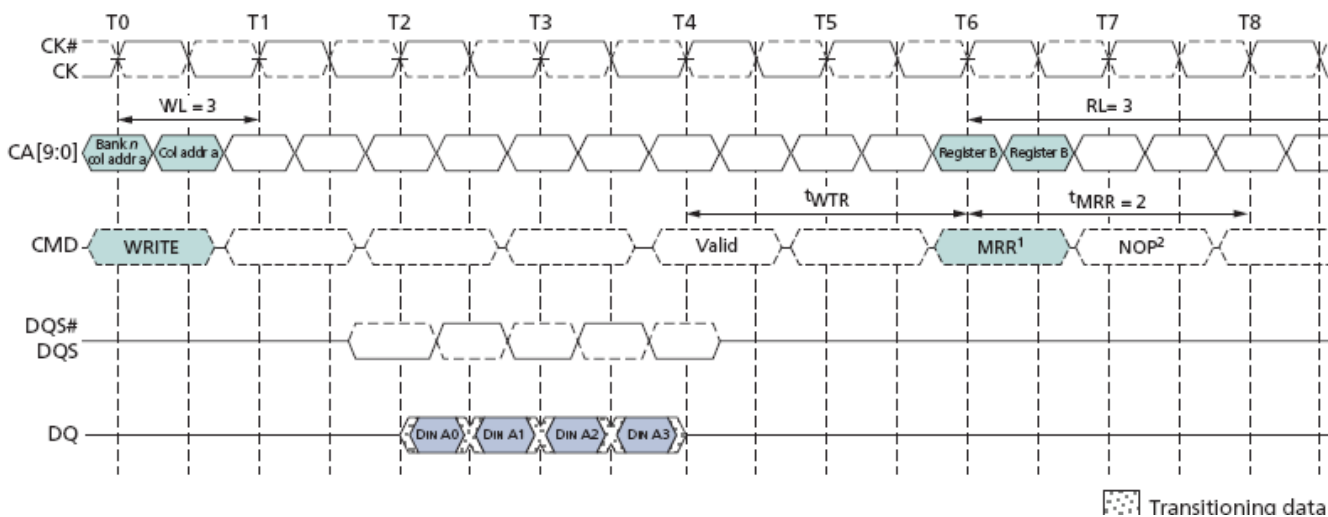 T0 T1 T2 T3 T4 T5 T6 T7 T8
CK#
CK
WL = 3 RL= 3
CA[9:0] Bank n col addr a Col addr a Register B Register B
tWTR tMRR = 2
CMD WRITE Valid MRR1 NOP2
DQS#
DQS
DQ DIN A0 DIN A1 DIN A2 DIN A3
Transitioning data